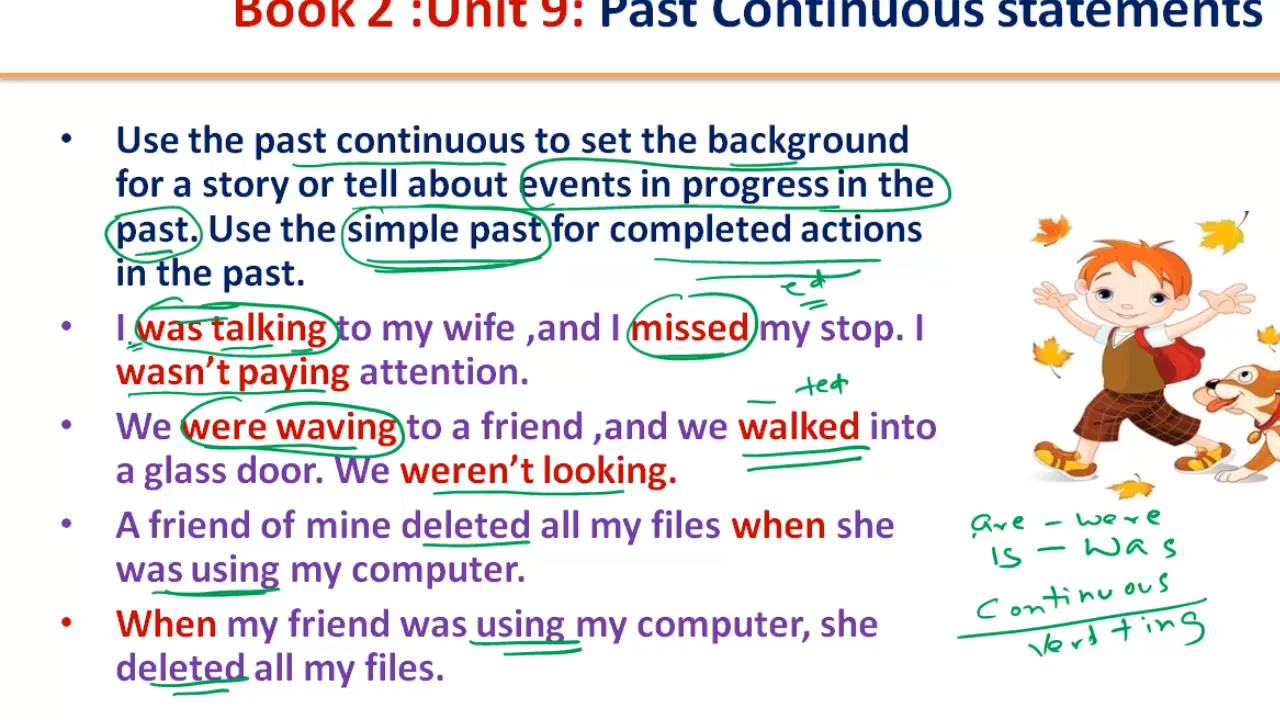 Book 2 :Unit 9: Past Continuous statements
• Use the past continuous to set the background
for a story or tell about events in progress in the
past. Use the simple past for completed actions
in the past.
ed
• I was talking to my wife ,and I missed my stop. I
wasn't paying attention.
+ed
• We were waving to a friend ,and we walked into
a glass door. We weren't looking.
• A friend of mine deleted all my files when she
was using my computer.
• When my friend was using my computer, she
deleted all my files.
are - were
is - was
Continuous
Verb + ing